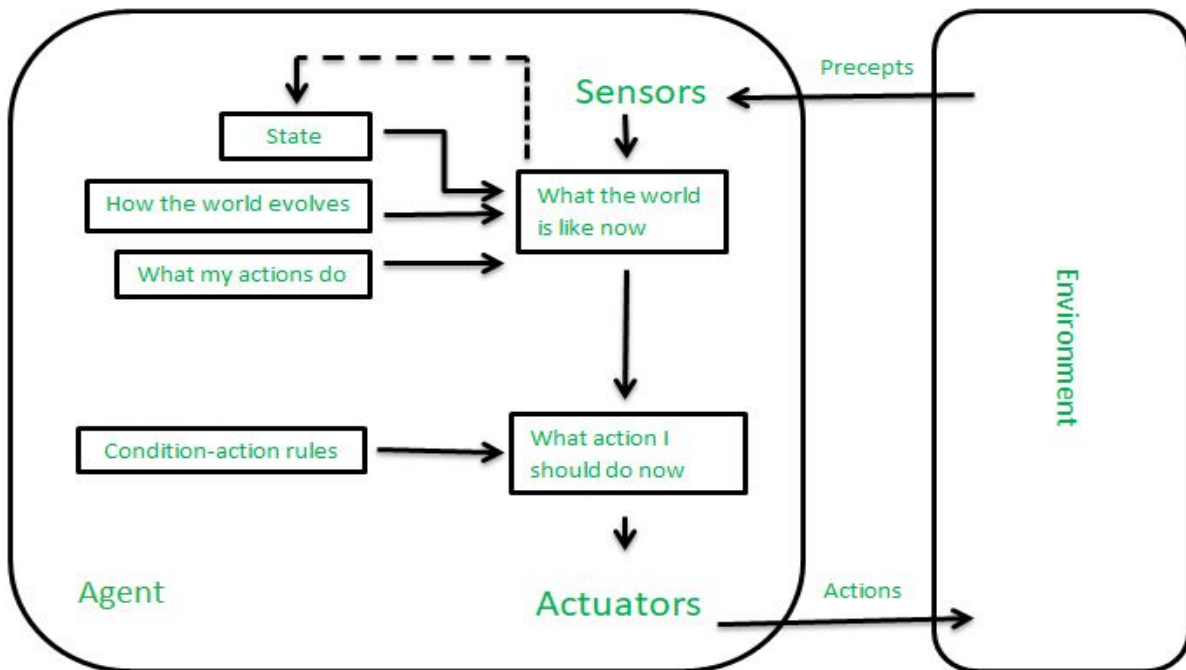 Precepts
Sensors
State
How the world evolves
What my actions do
What the world
is like now
Environment
Condition-action rules
What action I
should do now
Agent
Actuators
Actions